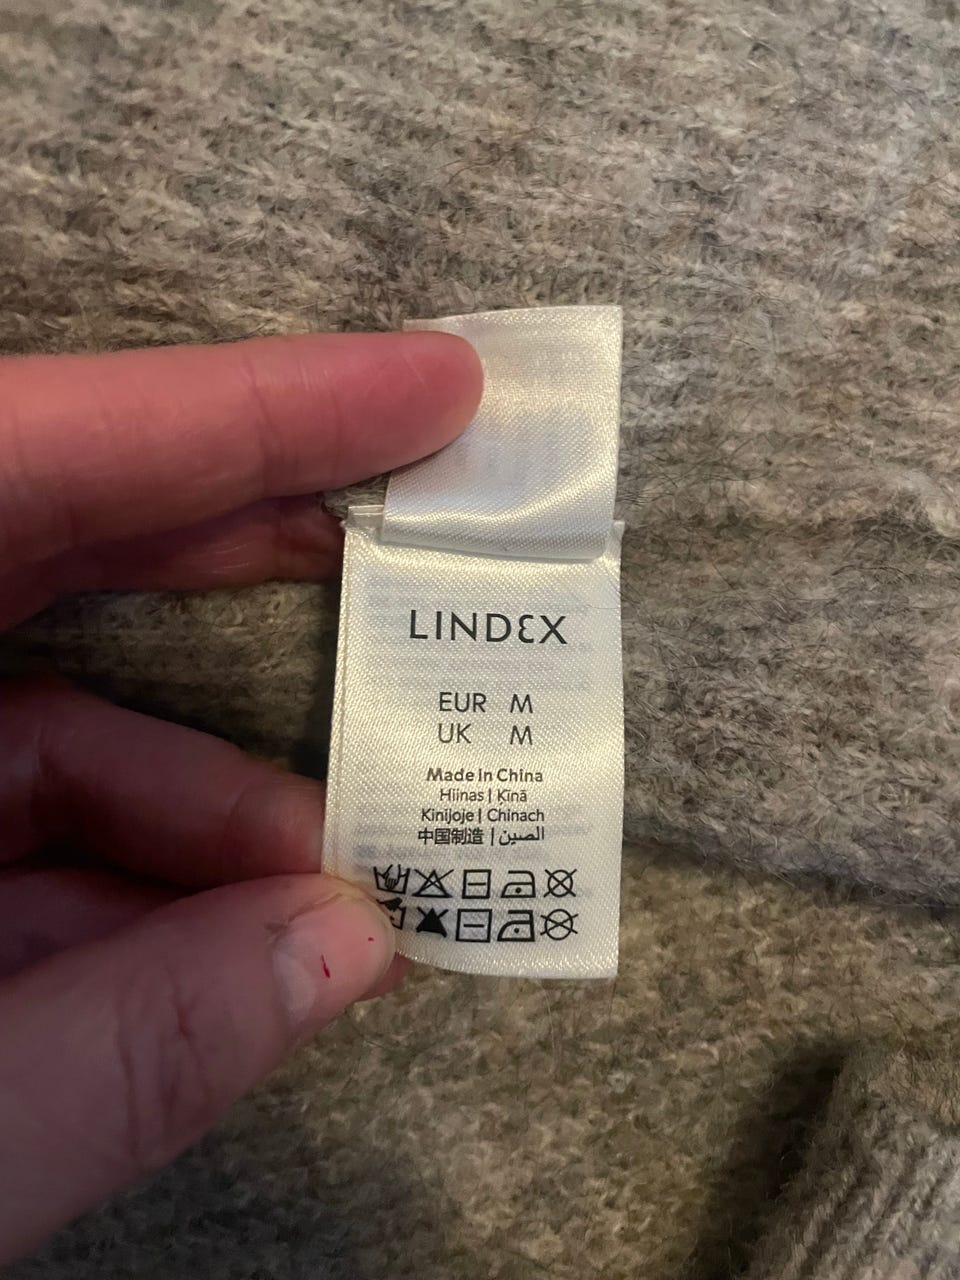 LINDEX
EUR M
UK M
Made in China
Hiinas | Ķīnā
Kinijoje | Chinach
中国制造 | الصين